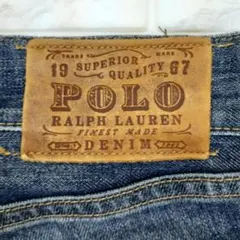 TRADE MARK
SUPERIOR
19 QUALITY 67
POLO
RALPH LAUREN
FINEST MADE
DENIM